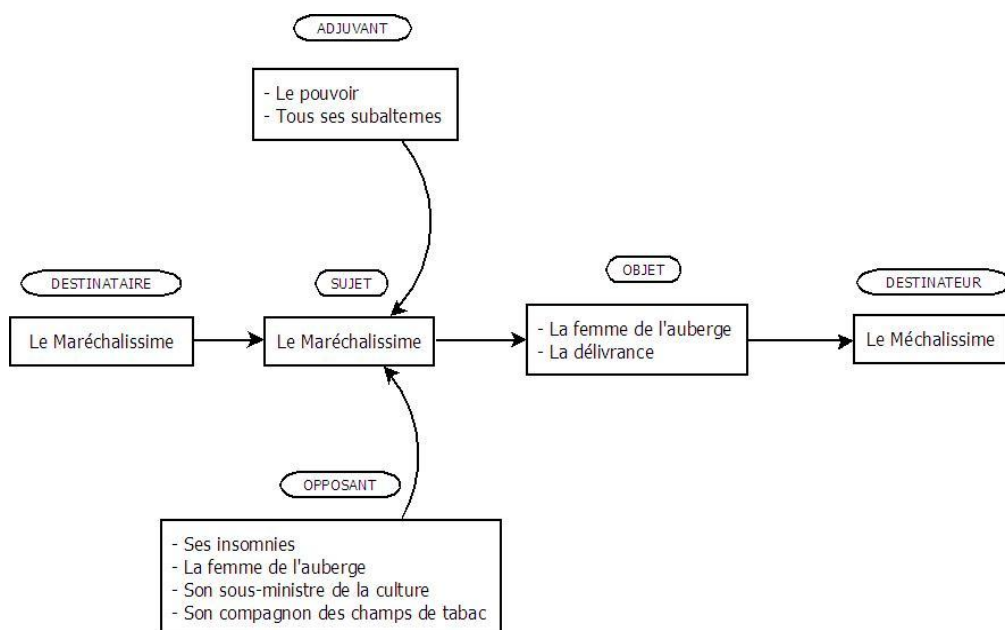 ADJUVANT
- Le pouvoir
- Tous ses subalternes
DESTINATAIRE
SUJET
OBJET
DESTINATEUR
Le Maréchalissime
Le Maréchalissime
- La femme de l'auberge
- La délivrance
Le Méchalissime
OPPOSANT
- Ses insomnies
- La femme de l'auberge
- Son sous-ministre de la culture
- Son compagnon des champs de tabac